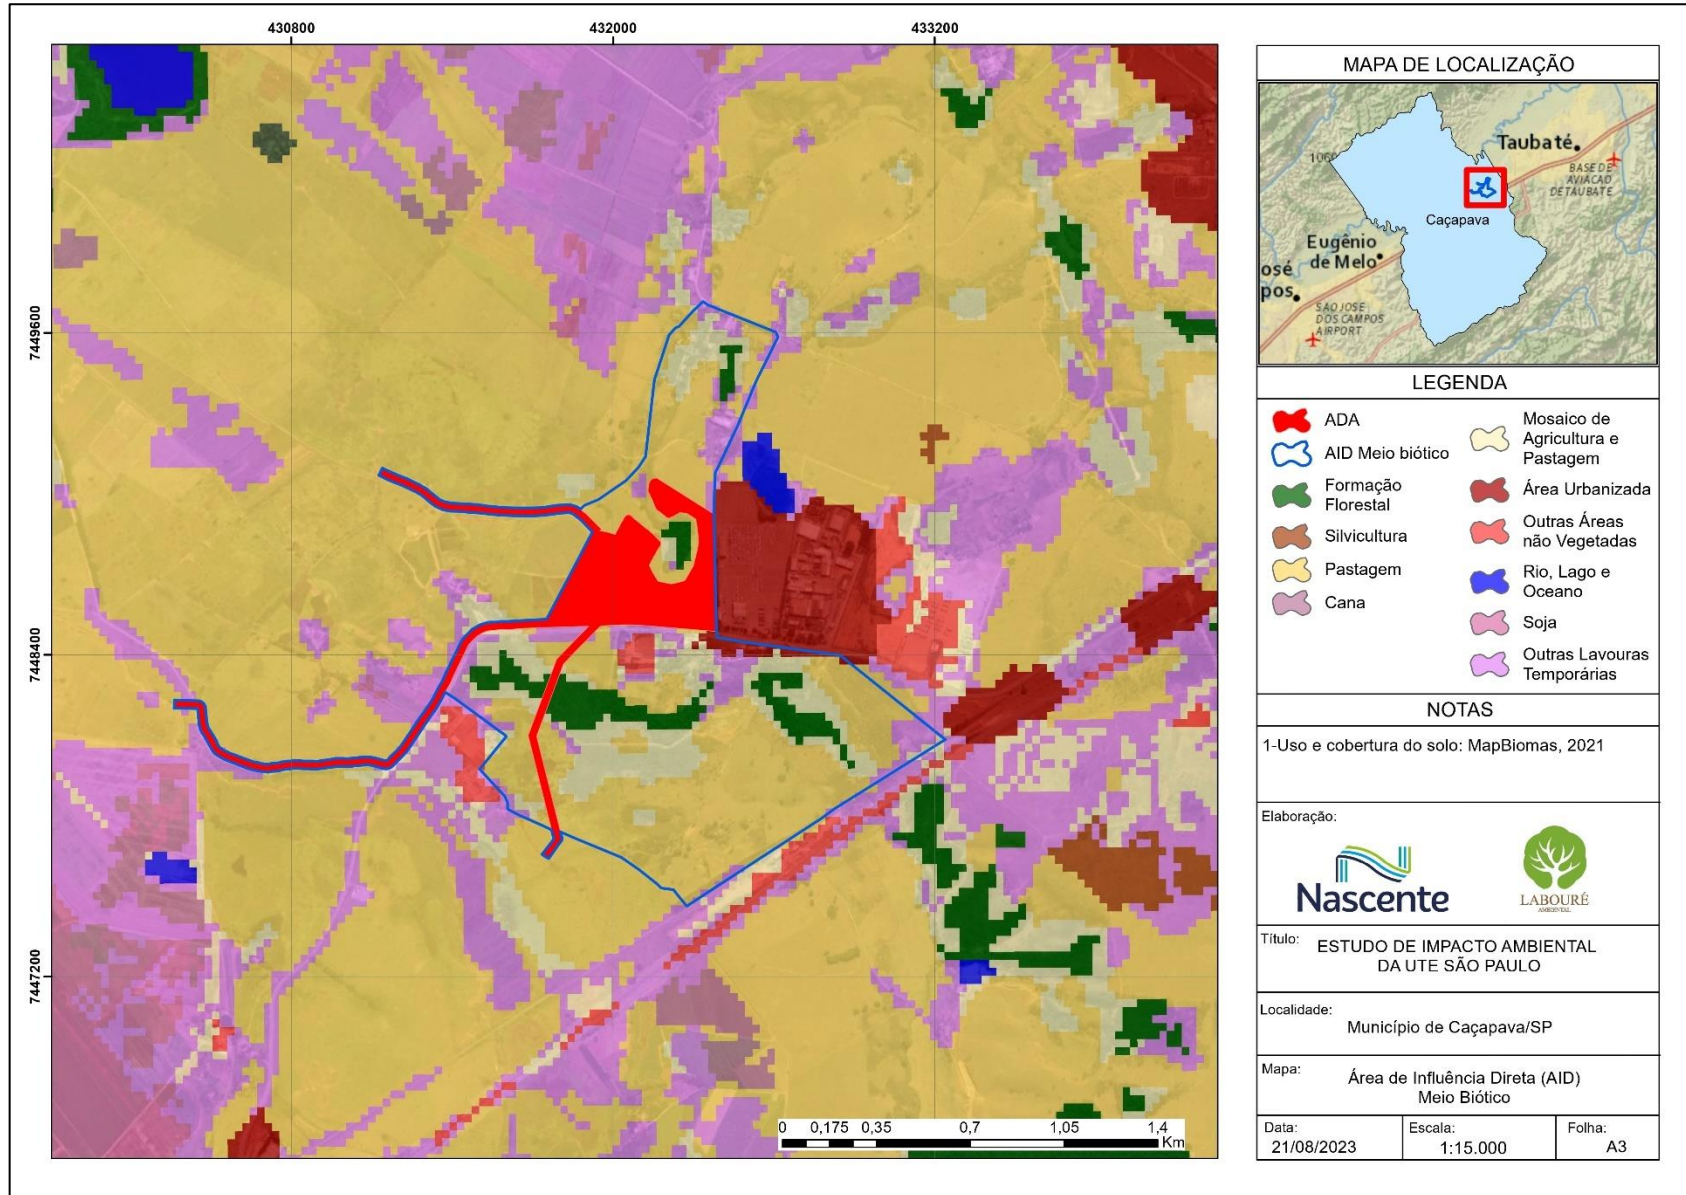 430800
432000
433200
7449600
7448400
7447200
0 0,175 0,35 0,7 1,05 1,4
Km
MAPA DE LOCALIZAÇÃO
Taubaté
BASE DE
AVIACAO
DETAUBATE
Caçapava
Eugênio
de Melo
osé
pos
SAO JOSE
DOS CAMPOS
AIRPORT
LEGENDA
ADA
AID Meio biótico
Formação
Florestal
Silvicultura
Pastagem
Cana
Mosaico de
Agricultura e
Pastagem
Área Urbanizada
Outras Áreas
não Vegetadas
Rio, Lago e
Oceano
Soja
Outras Lavouras
Temporárias
NOTAS
1-Uso e cobertura do solo: MapBiomas, 2021
Elaboração:
Nascente
LABOURÉ
AMBIENTAL
Título: ESTUDO DE IMPACTO AMBIENTAL
DA UTE SÃO PAULO
Localidade:
Município de Caçapava/SP
Mapa:
Área de Influência Direta (AID)
Meio Biótico
Data:
21/08/2023
Escala:
1:15.000
Folha:
A3